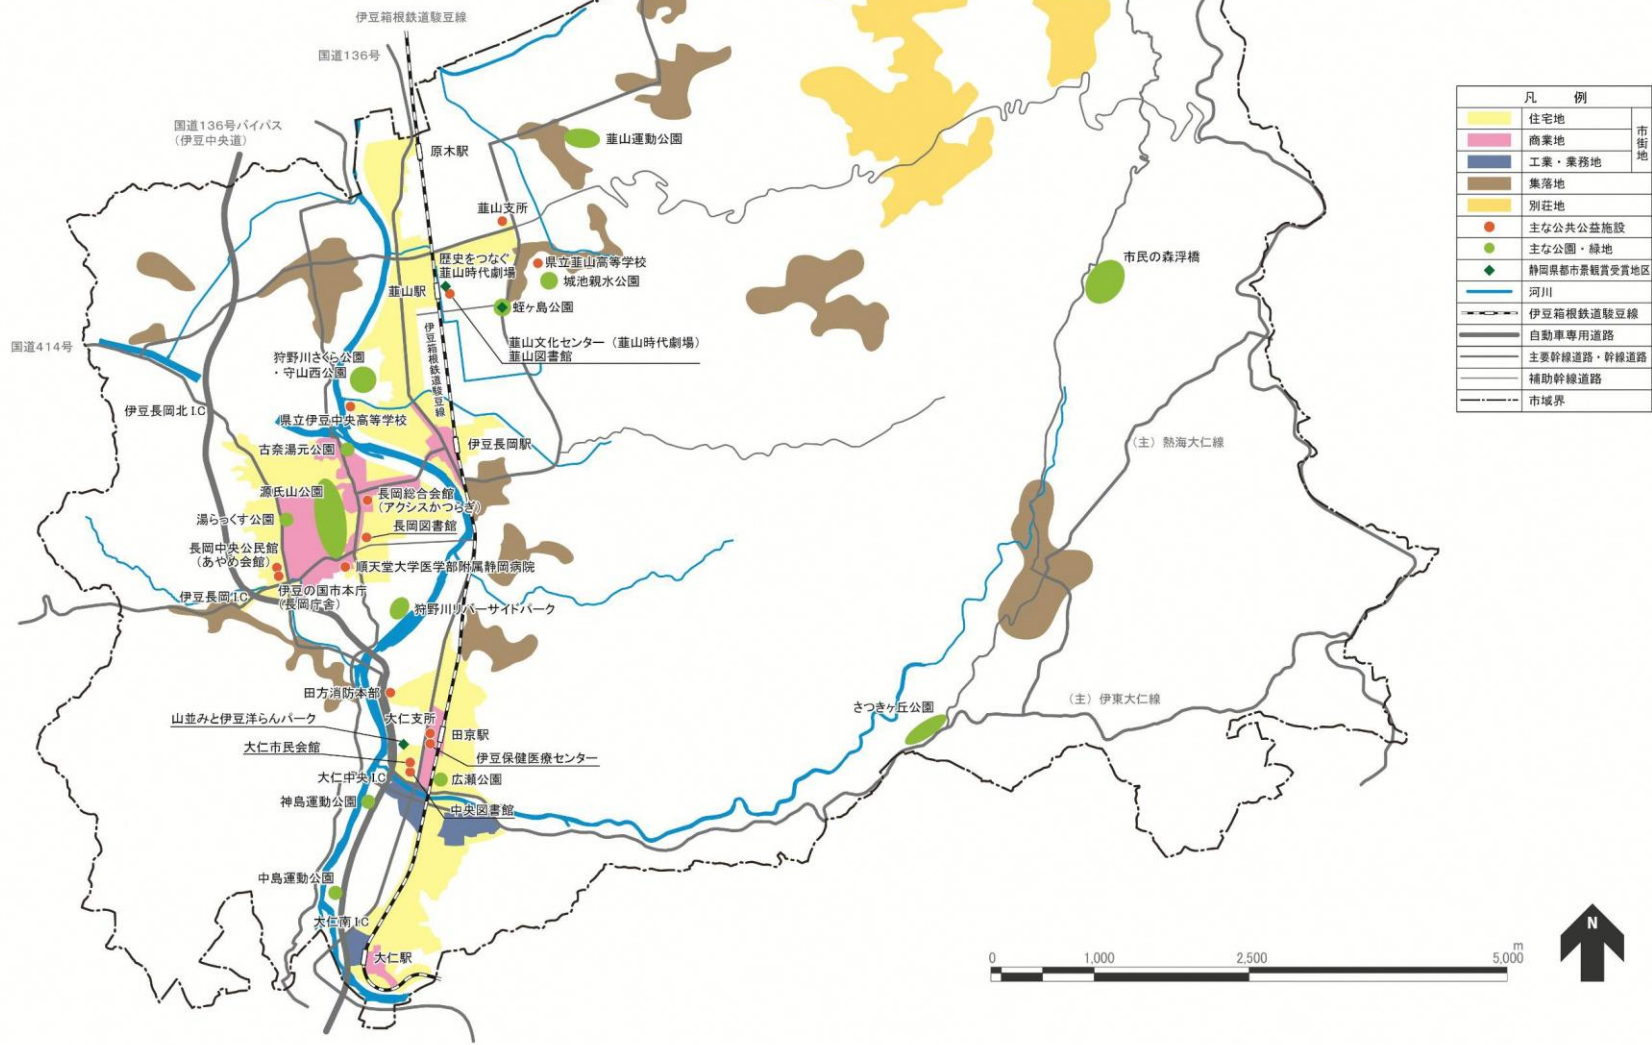 伊豆箱根鉄道駿豆線
国道136号
国道136号バイパス
（伊豆中央道）
原木駅
韮山運動公園
韮山支所
歴史をつなぐ
韮山時代劇場
県立韮山高等学校
城池親水公園
韮山駅
蛭ヶ島公園
市民の森浮橋
伊豆箱根鉄道駿豆線
韮山文化センター（韮山時代劇場）
韮山図書館
国道414号
狩野川さくら公園
・守山西公園
伊豆長岡北IC
県立伊豆中央高等学校
伊豆長岡駅
古奈湯元公園
（主）熱海大仁線
源氏山公園
長岡総合会館
（アクシスかつらぎ）
湯らっくす公園
長岡図書館
長岡中央公民館
（あやめ会館）
順天堂大学医学部附属静岡病院
伊豆長岡IC
伊豆の国市本庁
（長岡庁舎）
狩野川リバーサイドパーク
田方消防本部
（主）伊東大仁線
さつきヶ丘公園
山並みと伊豆洋らんパーク
大仁支所
田京駅
大仁市民会館
伊豆保健医療センター
大仁中央IC
広瀬公園
神島運動公園
中央図書館
中島運動公園
大仁南IC
大仁駅
凡　例
住宅地
商業地
工業・業務地
市街地
集落地
別荘地
主な公共公益施設
主な公園・緑地
静岡県都市景観賞受賞地区
河川
伊豆箱根鉄道駿豆線
自動車専用道路
主要幹線道路・幹線道路
補助幹線道路
市域界
N
0 1,000 2,500 5,000 m